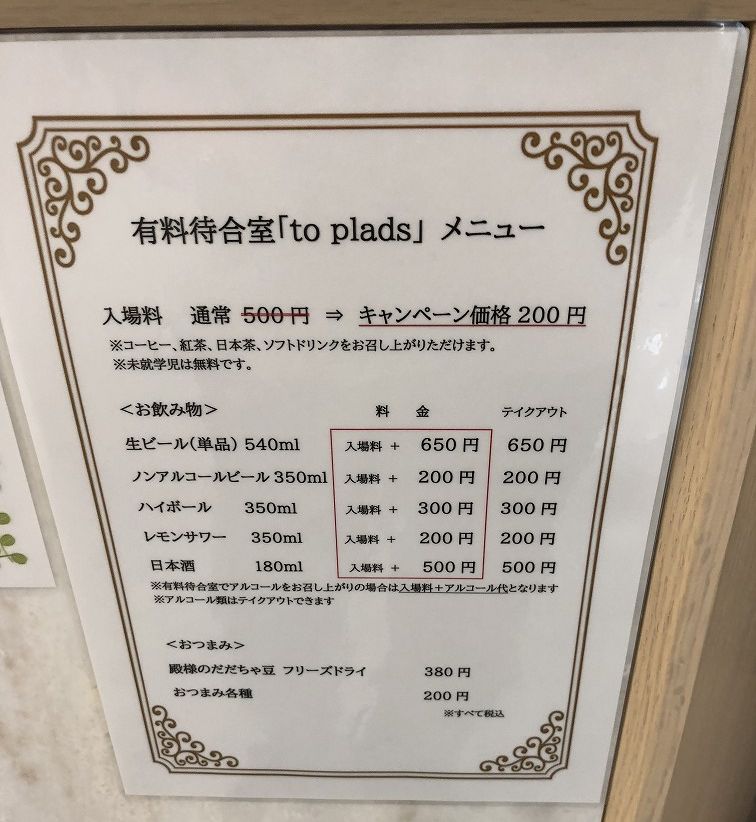 有料待合室「to plads」 メニュー
入場料 通常 500円 ⇒ キャンペーン価格 200円
※コーヒー、紅茶、日本茶、ソフトドリンクをお召し上がりただけます。
※未就学児は無料です。
＜お飲み物＞ 料 金 テイクアウト
生ビール(単品) 540ml 入場料 + 650円 650円
ノンアルコールビール 350ml 入場料 + 200円 200円
ハイボール 350ml 入場料 + 300円 300円
レモンサワー 350ml 入場料 + 200円 200円
日本酒 180ml 入場料 + 500円 500円
※有料待合室でアルコールをお召し上がりの場合は入場料＋アルコール代となります
※アルコール類はテイクアウトできます
＜おつまみ＞
殿様のだだちゃ豆 フリーズドライ 380円
おつまみ各種 200円
※すべて税込